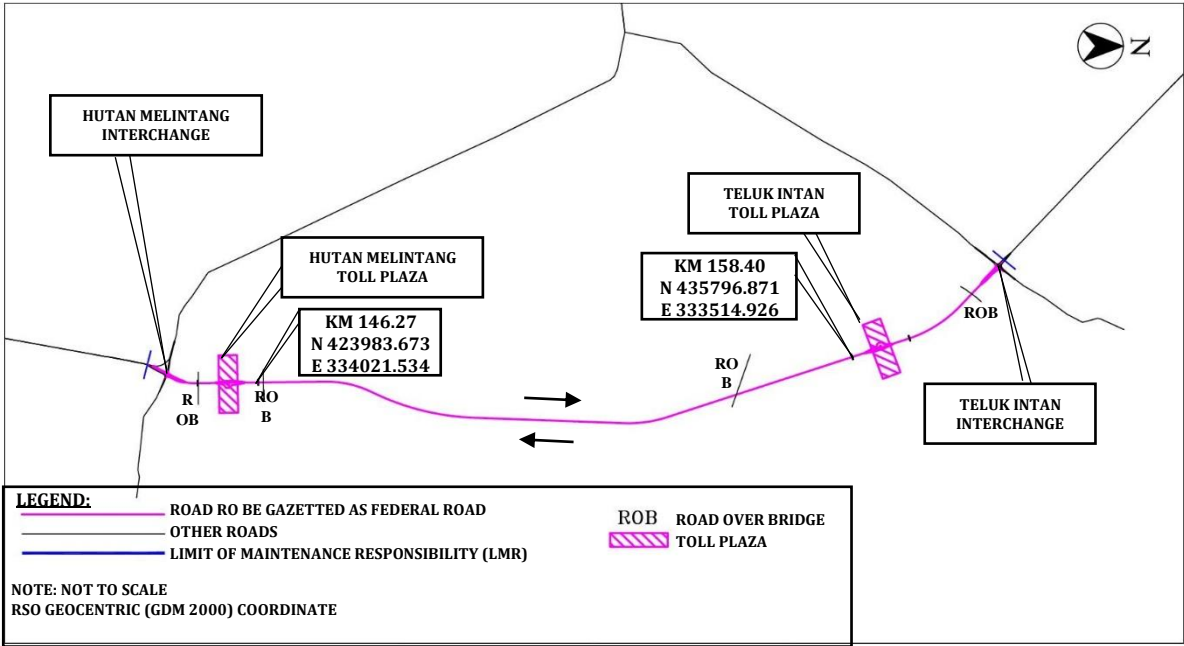 N
HUTAN MELINTANG
INTERCHANGE
TELUK INTAN
TOLL PLAZA
HUTAN MELINTANG
TOLL PLAZA
KM 158.40
N 435796.871
E 333514.926
ROB
KM 146.27
N 423983.673
E 334021.534
RO
B
R
OB
RO
B
TELUK INTAN
INTERCHANGE
LEGEND:
ROAD RO BE GAZETTED AS FEDERAL ROAD
OTHER ROADS
LIMIT OF MAINTENANCE RESPONSIBILITY (LMR)
ROB ROAD OVER BRIDGE
TOLL PLAZA
NOTE: NOT TO SCALE
RSO GEOCENTRIC (GDM 2000) COORDINATE